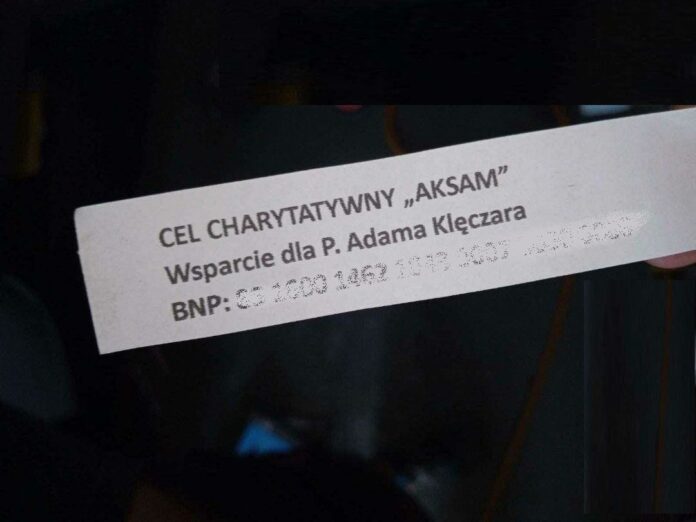 CEL CHARYTATYWNY „AKSAM”
Wsparcie dla P. Adama Klęczara
BNP: